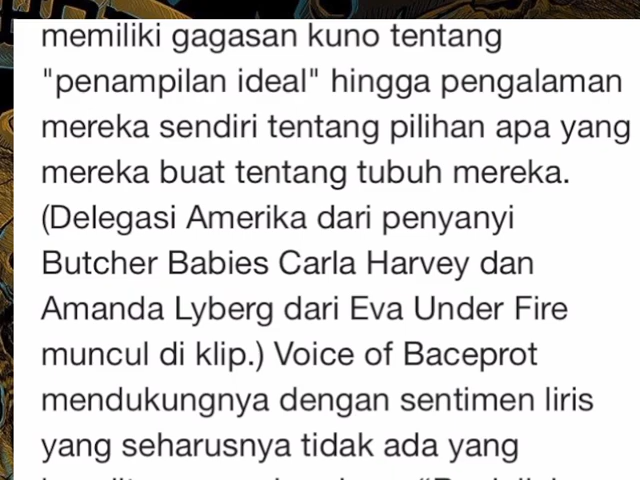 memiliki gagasan kuno tentang
"penampilan ideal" hingga pengalaman
mereka sendiri tentang pilihan apa yang
mereka buat tentang tubuh mereka.
(Delegasi Amerika dari penyanyi
Butcher Babies Carla Harvey dan
Amanda Lyberg dari Eva Under Fire
muncul di klip.) Voice of Baceprot
mendukungnya dengan sentimen liris
yang seharusnya tidak ada yang